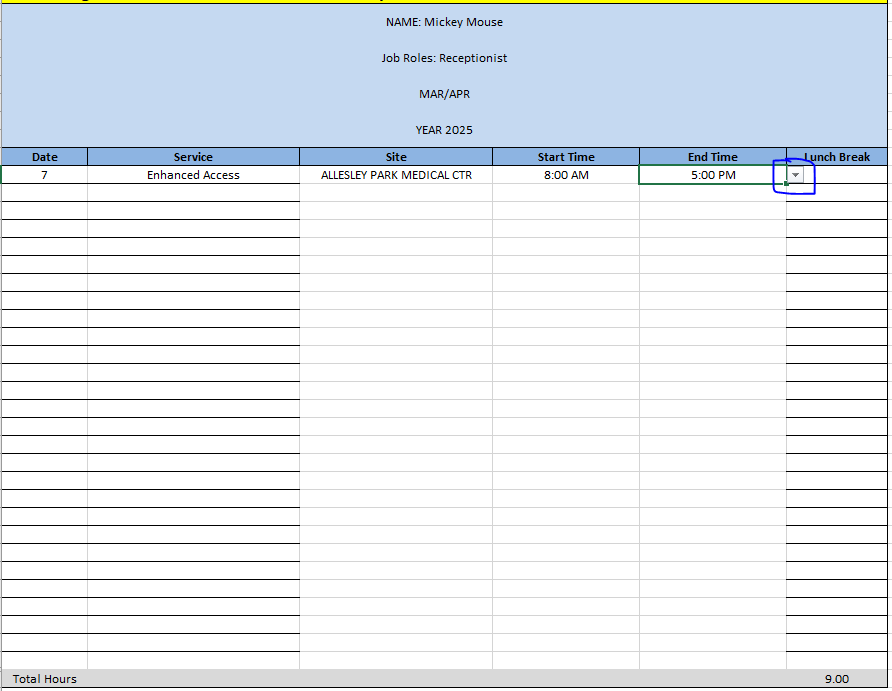 NAME: Mickey Mouse
Job Roles: Receptionist
MAR/APR
YEAR 2025
Date Service Site Start Time End Time Lunch Break
7 Enhanced Access ALLESLEY PARK MEDICAL CTR 8:00 AM 5:00 PM
Total Hours 9.00